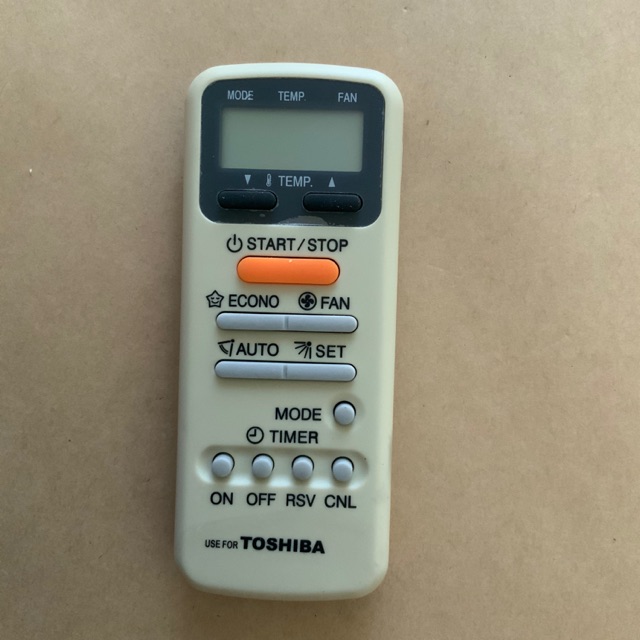 MODE TEMP. FAN
▼ TEMP. ▲
START/STOP
ECONO FAN
AUTO SET
MODE
TIMER
ON OFF RSV CNL
USE FOR TOSHIBA